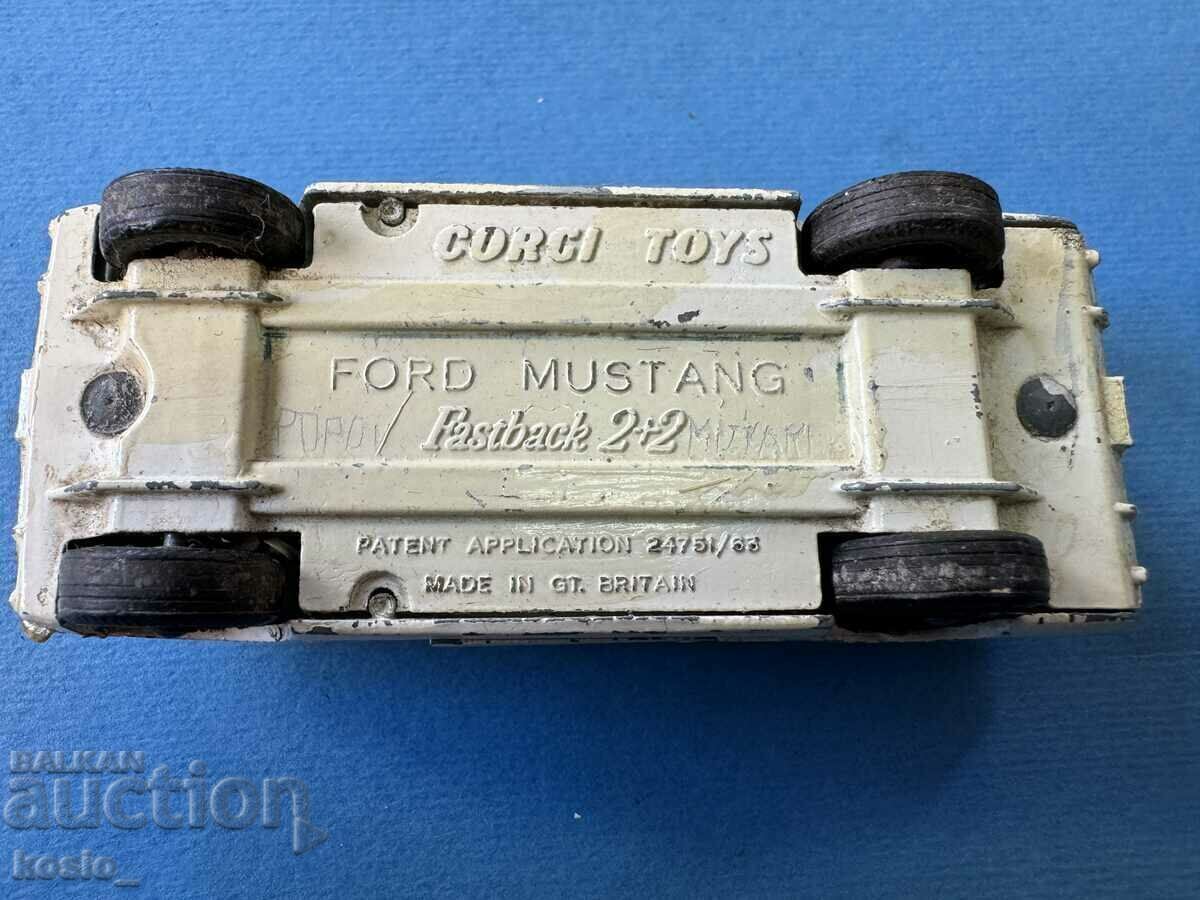 CORGI TOYS
FORD MUSTANG
POPOV Fastback 2+2
PATENT APPLICATION 24751/63
MADE IN GT. BRITAIN
BALKAN
auction
kosio_